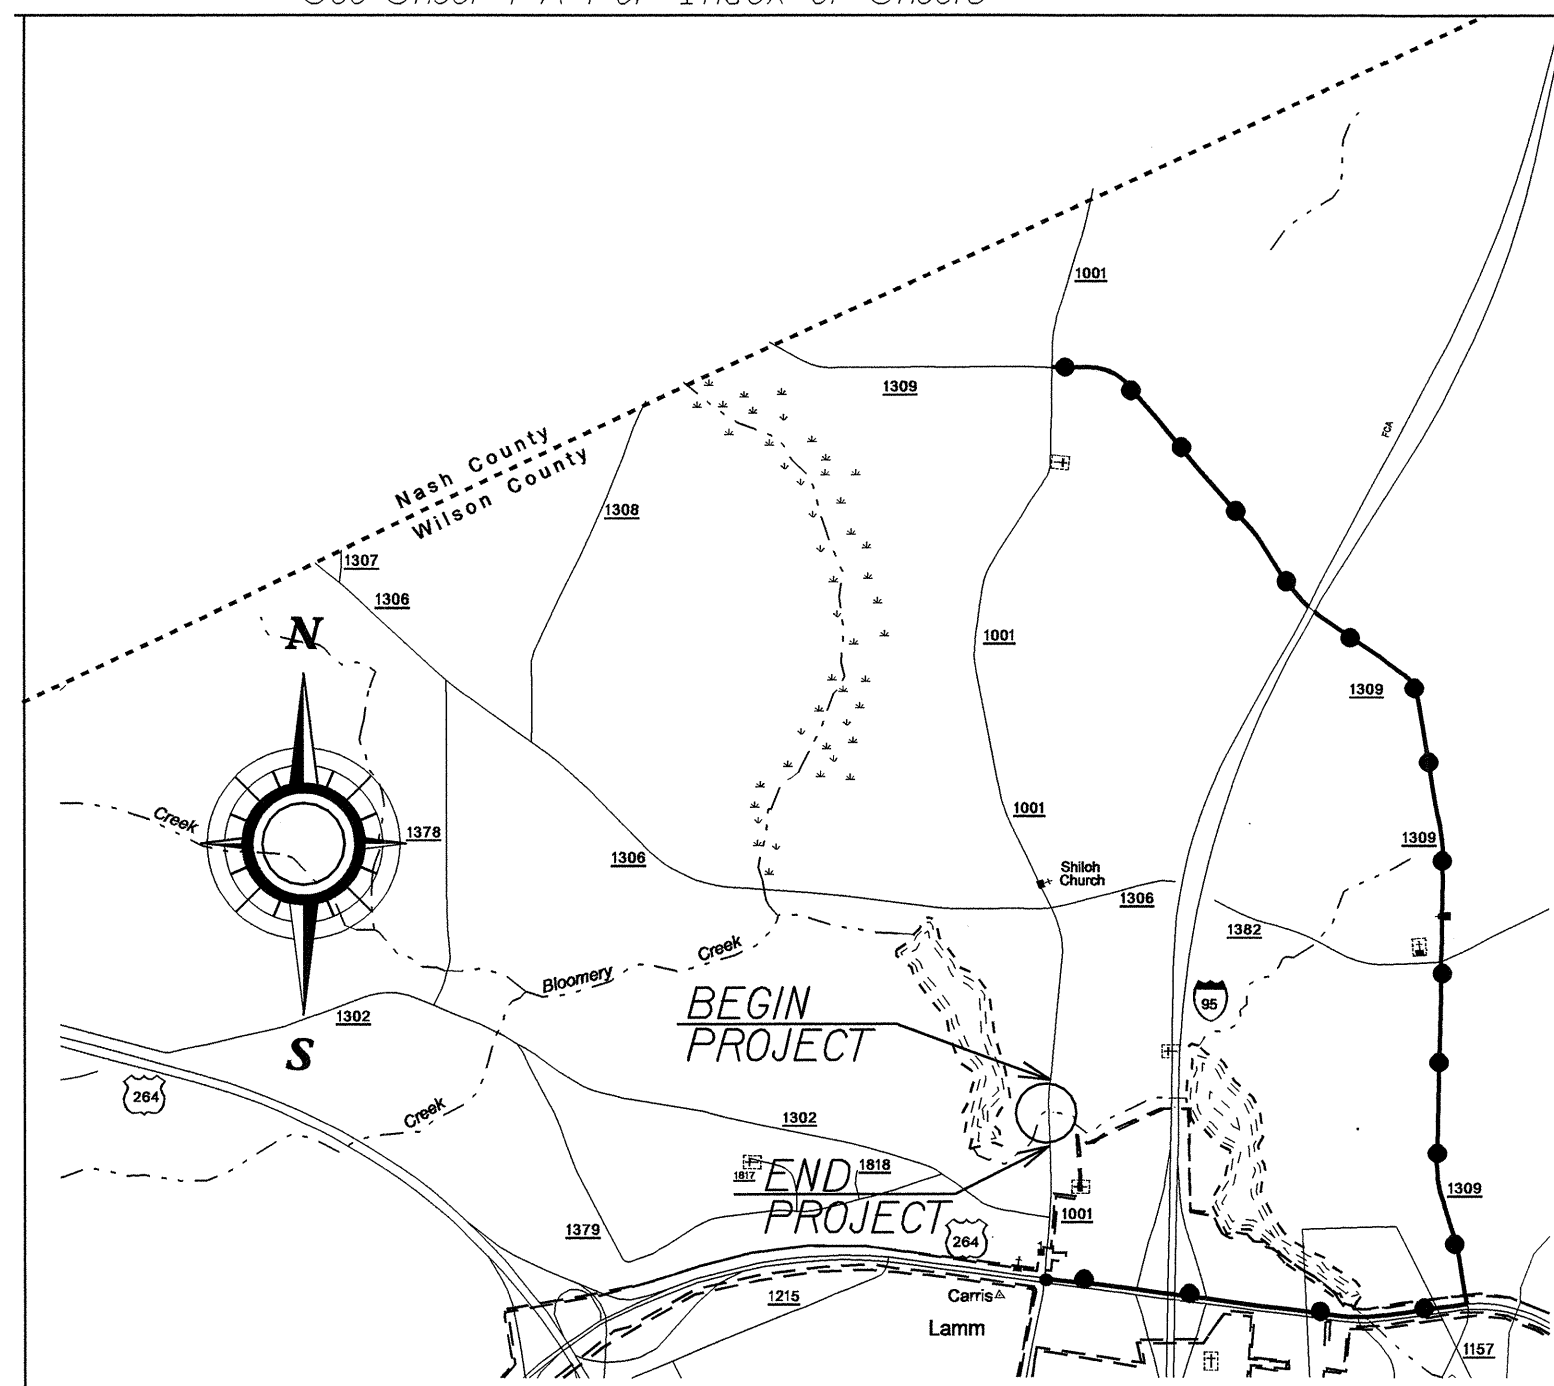 See Sheet 1-A For Index of Sheets
1001
1309
FCA
Nash County
Wilson County
1308
1307
1306
N
1001
1309
1001
1309
Creek
1378
1306
Shiloh
Church
1306
1382
Creek
Bloomery
BEGIN
PROJECT
95
1302
S
264
Creek
1302
1817
END
PROJECT
1818
1309
1001
1379
264
Carris
1215
Lamm
1157